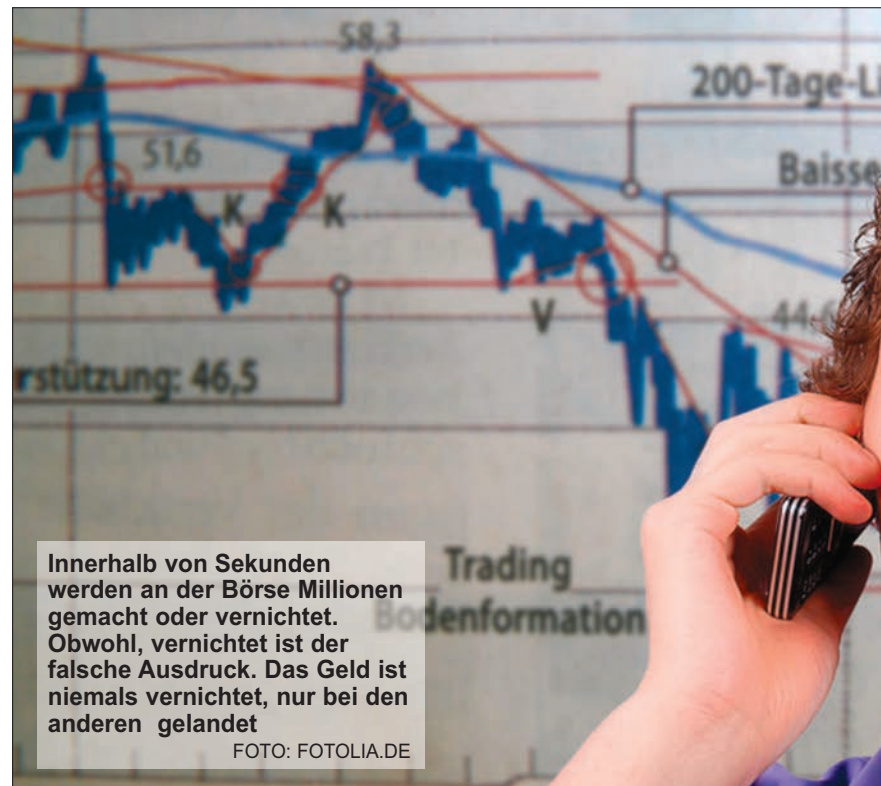 58,3
200-Tage-Li
51,6
Baisse
K
K
V
44,6
rstützung: 46,5
Trading
Bodenformation
Innerhalb von Sekunden
werden an der Börse Millionen
gemacht oder vernichtet.
Obwohl, vernichtet ist der
falsche Ausdruck. Das Geld ist
niemals vernichtet, nur bei den
anderen gelandet
FOTO: FOTOLIA.DE